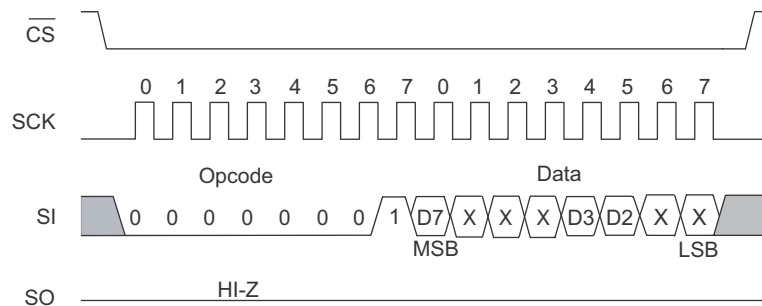 CS
0 1 2 3 4 5 6 7 0 1 2 3 4 5 6 7
SCK
Opcode Data
SI 0 0 0 0 0 0 0 1 D7 X X X D3 D2 X X
MSB LSB
HI-Z
SO